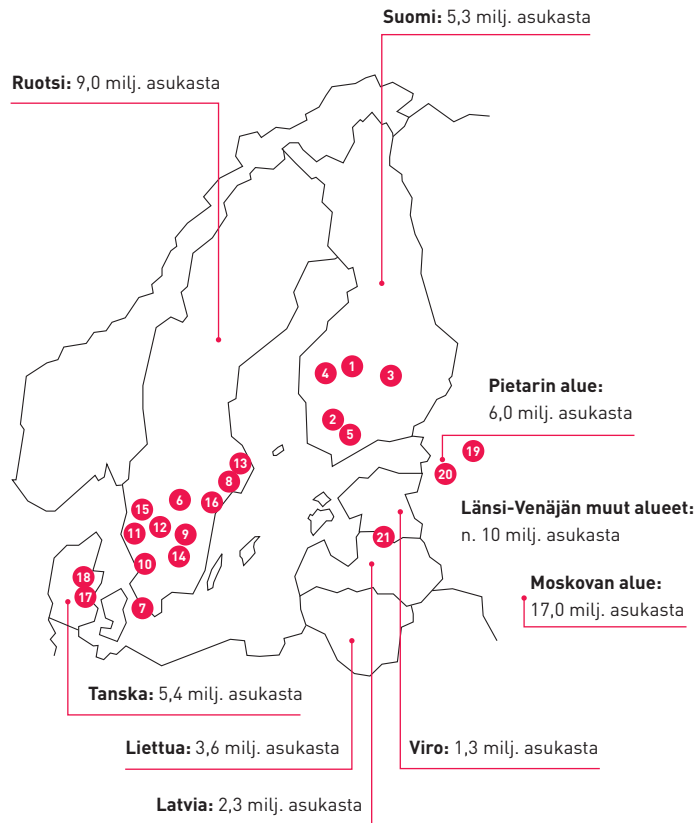 Suomi: 5,3 milj. asukasta
Ruotsi: 9,0 milj. asukasta
1
4
3
2
5
Pietarin alue:
6,0 milj. asukasta
19
20
13
8
6
16
15
12
11
9
14
10
7
18
17
21
Länsi-Venäjän muut alueet:
n. 10 milj. asukasta
Moskovan alue:
17,0 milj. asukasta
Tanska: 5,4 milj. asukasta
Liettua: 3,6 milj. asukasta
Viro: 1,3 milj. asukasta
Latvia: 2,3 milj. asukasta